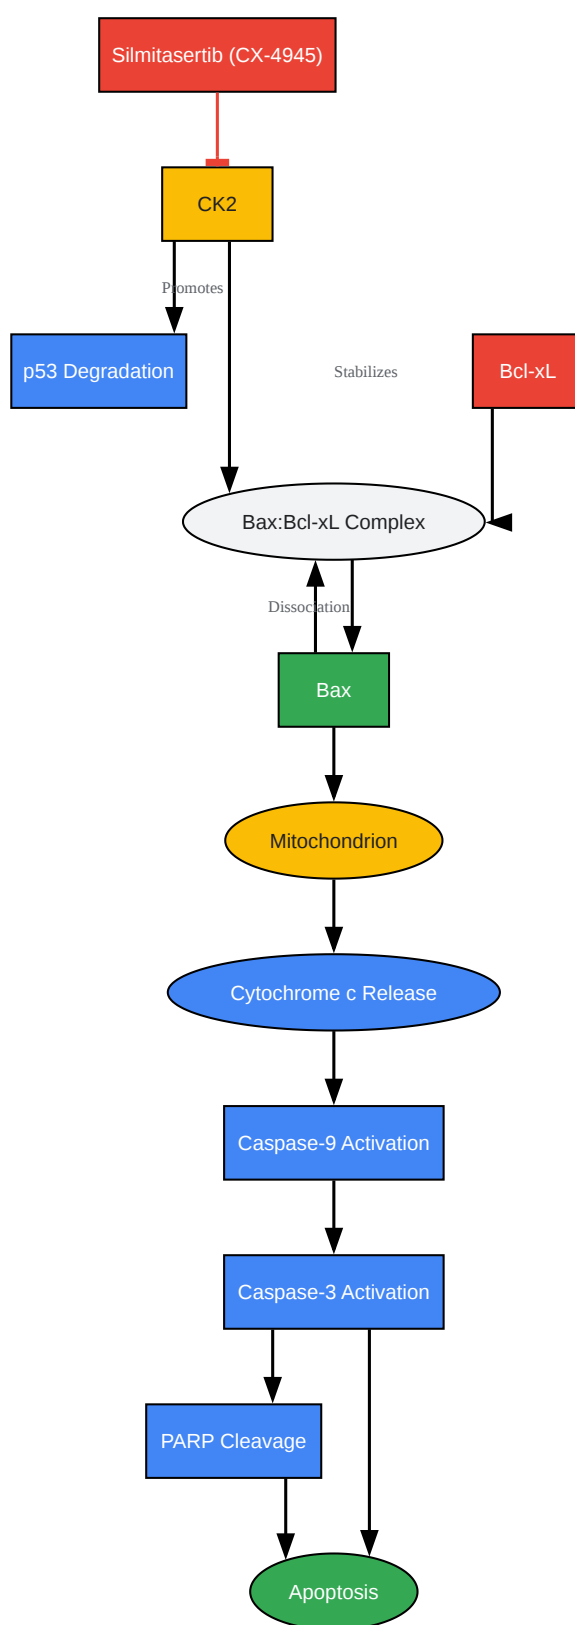 Silmitasertib (CX-4945)
CK2
Promotes
p53 Degradation
Stabilizes
Bcl-xL
Bax:Bcl-xL Complex
Dissociation
Bax
Mitochondrion
Cytochrome c Release
Caspase-9 Activation
Caspase-3 Activation
PARP Cleavage
Apoptosis